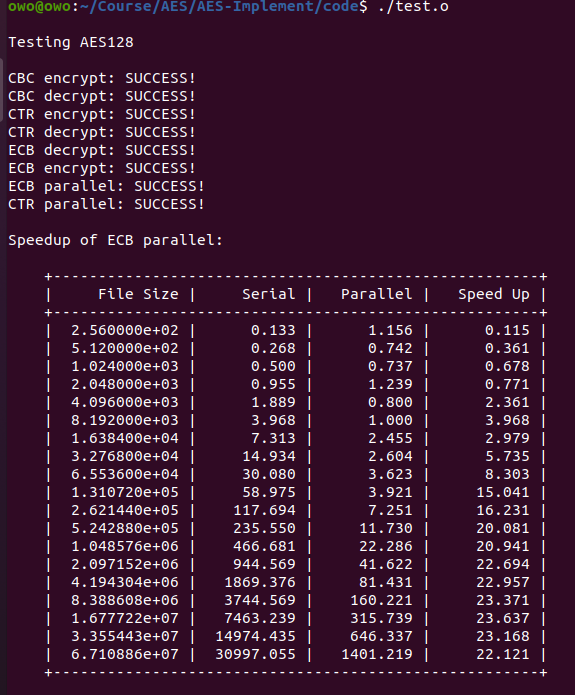 owo@owo:~/Course/AES/AES-Implement/code$ ./test.o
Testing AES128
CBC encrypt: SUCCESS!
CBC decrypt: SUCCESS!
CTR encrypt: SUCCESS!
CTR decrypt: SUCCESS!
ECB decrypt: SUCCESS!
ECB encrypt: SUCCESS!
ECB parallel: SUCCESS!
CTR parallel: SUCCESS!
Speedup of ECB parallel:
+------------------------------------------------------+
|     File Size |     Serial |   Parallel |   Speed Up |
+------------------------------------------------------+
|  2.560000e+02 |      0.133 |      1.156 |      0.115 |
|  5.120000e+02 |      0.268 |      0.742 |      0.361 |
|  1.024000e+03 |      0.500 |      0.737 |      0.678 |
|  2.048000e+03 |      0.955 |      1.239 |      0.771 |
|  4.096000e+03 |      1.889 |      0.800 |      2.361 |
|  8.192000e+03 |      3.968 |      1.000 |      3.968 |
|  1.638400e+04 |      7.313 |      2.455 |      2.979 |
|  3.276800e+04 |     14.934 |      2.604 |      5.735 |
|  6.553600e+04 |     30.080 |      3.623 |      8.303 |
|  1.310720e+05 |     58.975 |      3.921 |     15.041 |
|  2.621440e+05 |    117.694 |      7.251 |     16.231 |
|  5.242880e+05 |    235.550 |     11.730 |     20.081 |
|  1.048576e+06 |    466.681 |     22.286 |     20.941 |
|  2.097152e+06 |    944.569 |     41.622 |     22.694 |
|  4.194304e+06 |   1869.376 |     81.431 |     22.957 |
|  8.388608e+06 |   3744.569 |    160.221 |     23.371 |
|  1.677722e+07 |   7463.239 |    315.739 |     23.637 |
|  3.355443e+07 |  14974.435 |    646.337 |     23.168 |
|  6.710886e+07 |  30997.055 |   1401.219 |     22.121 |
+------------------------------------------------------+